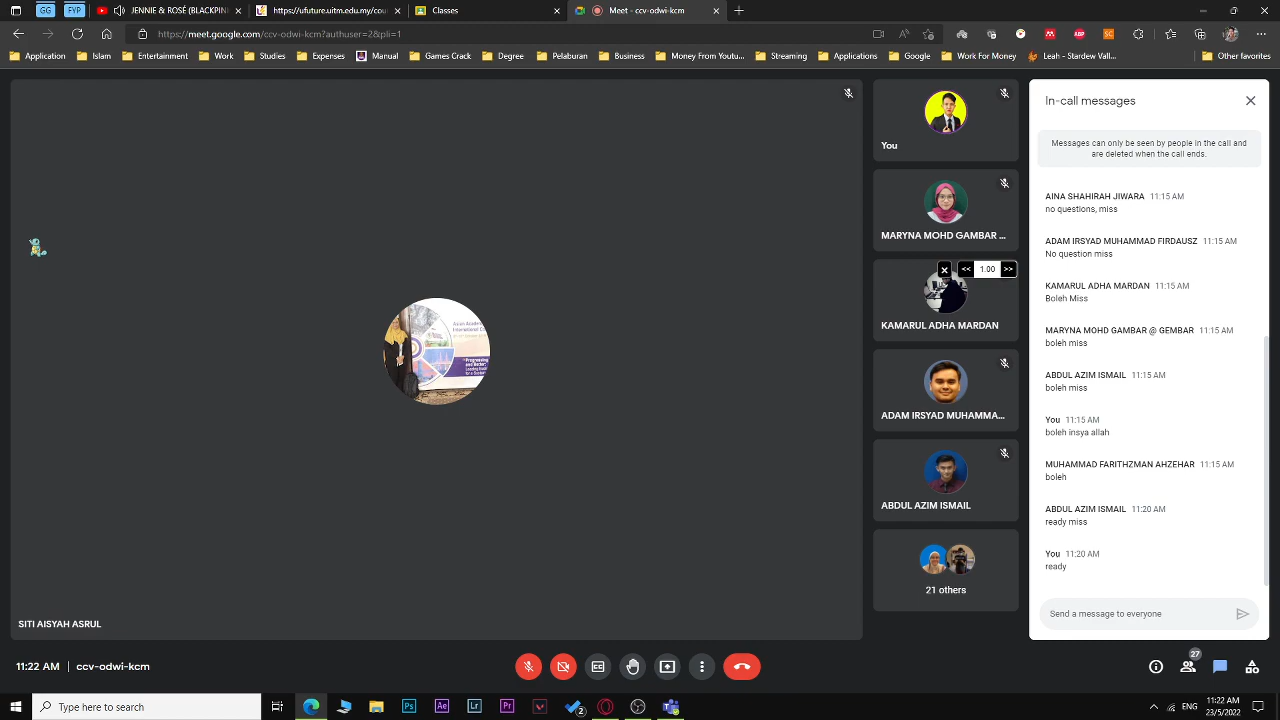 GG
FYP
JENNIE & ROSÉ (BLACKPIN
https://ufuture.uitm.edu.my/cou
Classes
Meet - ccv-odwi-kcm
https://meet.google.com/ccv-odwi-kcm?authuser=2&pli=1
Application
Islam
Entertainment
Work
Studies
Expenses
Manual
Games Crack
Degree
Pelaburan
Business
Money From Youtu...
Streaming
Applications
For Work Money
Leah - Stardew Vall...
Other favorites
SITI AISYAH ASRUL
You
MARYNA MOHD GAMBAR ...
<< 1.00 >>
KAMARUL ADHA MARDAN
ADAM IRSYAD MUHAMMA...
ABDUL AZIM ISMAIL
21 others
In-call messages
Messages can only be seen by people in the call and
are deleted when the call ends.
AINA SHAHIRAH JIWARA 11:15 AM
no questions, miss
ADAM IRSYAD MUHAMMAD FIRDAUSZ 11:15 AM
No question miss
KAMARUL ADHA MARDAN 11:15 AM
Boleh Miss
MARYNA MOHD GAMBAR @ GEMBAR 11:15 AM
boleh miss
ABDUL AZIM ISMAIL 11:15 AM
boleh miss
You 11:15 AM
boleh insya allah
MUHAMMAD FARITHZMAN AHZEHAR 11:15 AM
boleh
ABDUL AZIM ISMAIL 11:20 AM
ready miss
You 11:20 AM
ready
Send a message to everyone
11:22 AM | ccv-odwi-kcm
27
Type here to search
Ps
Ae
Lr
Pr
2
ENG
11:22 AM
23/5/2022